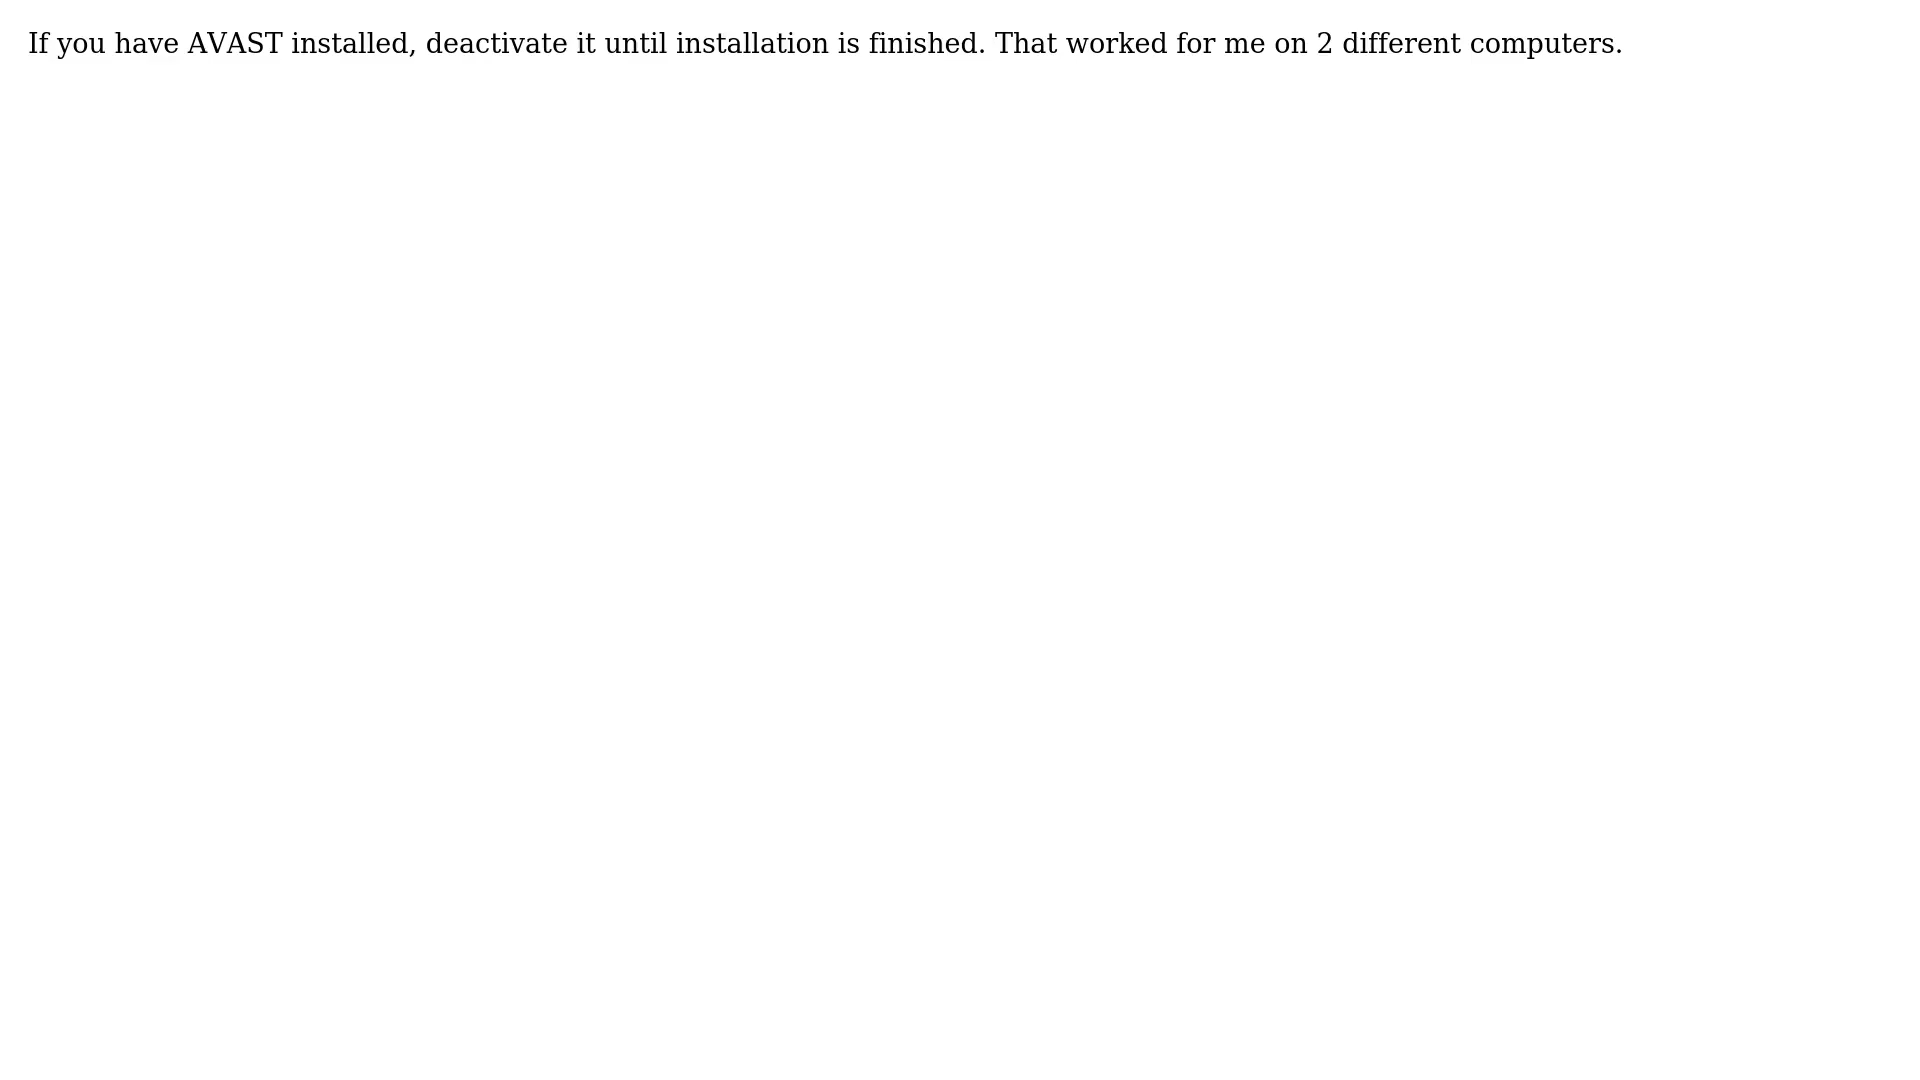 If you have AVAST installed, deactivate it until installation is finished. That worked for me on 2 different computers.